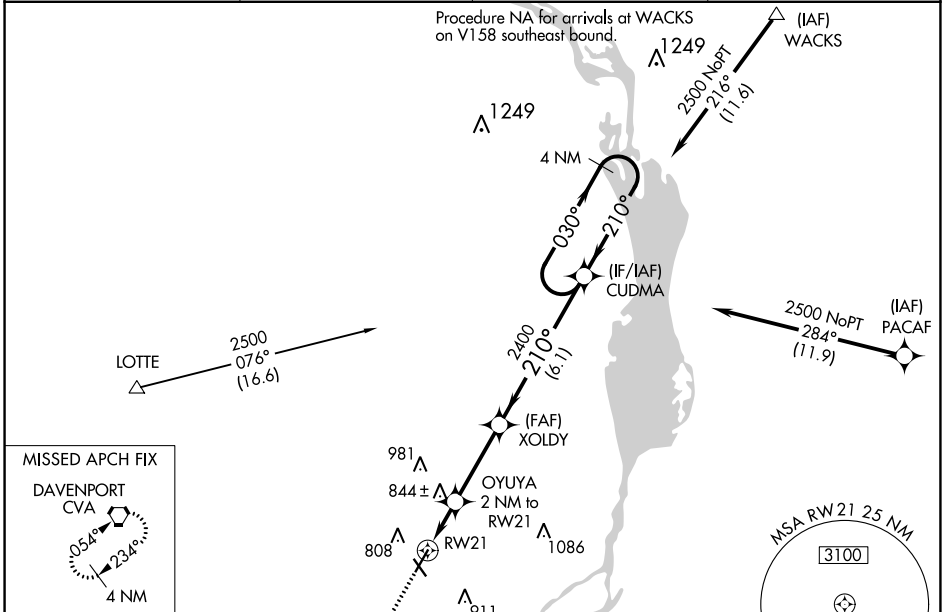 Procedure NA for arrivals at WACKS
on V158 southeast bound.
(IAF)
WACKS
1249
2500 NoPT
216°
(11.6)
1249
4 NM
030°
210°
(IF/IAF)
CUDMA
2500 NoPT
284°
(11.9)
(IAF)
PACAF
2500
076°
(16.6)
LOTTE
2400
210°
(6.1)
(FAF)
XOLDY
MISSED APCH FIX
DAVENPORT
CVA
054°
234°
4 NM
981
844±
OYUYA
2 NM to
RW21
808
RW21
1086
MSA RW21 25 NM
3100